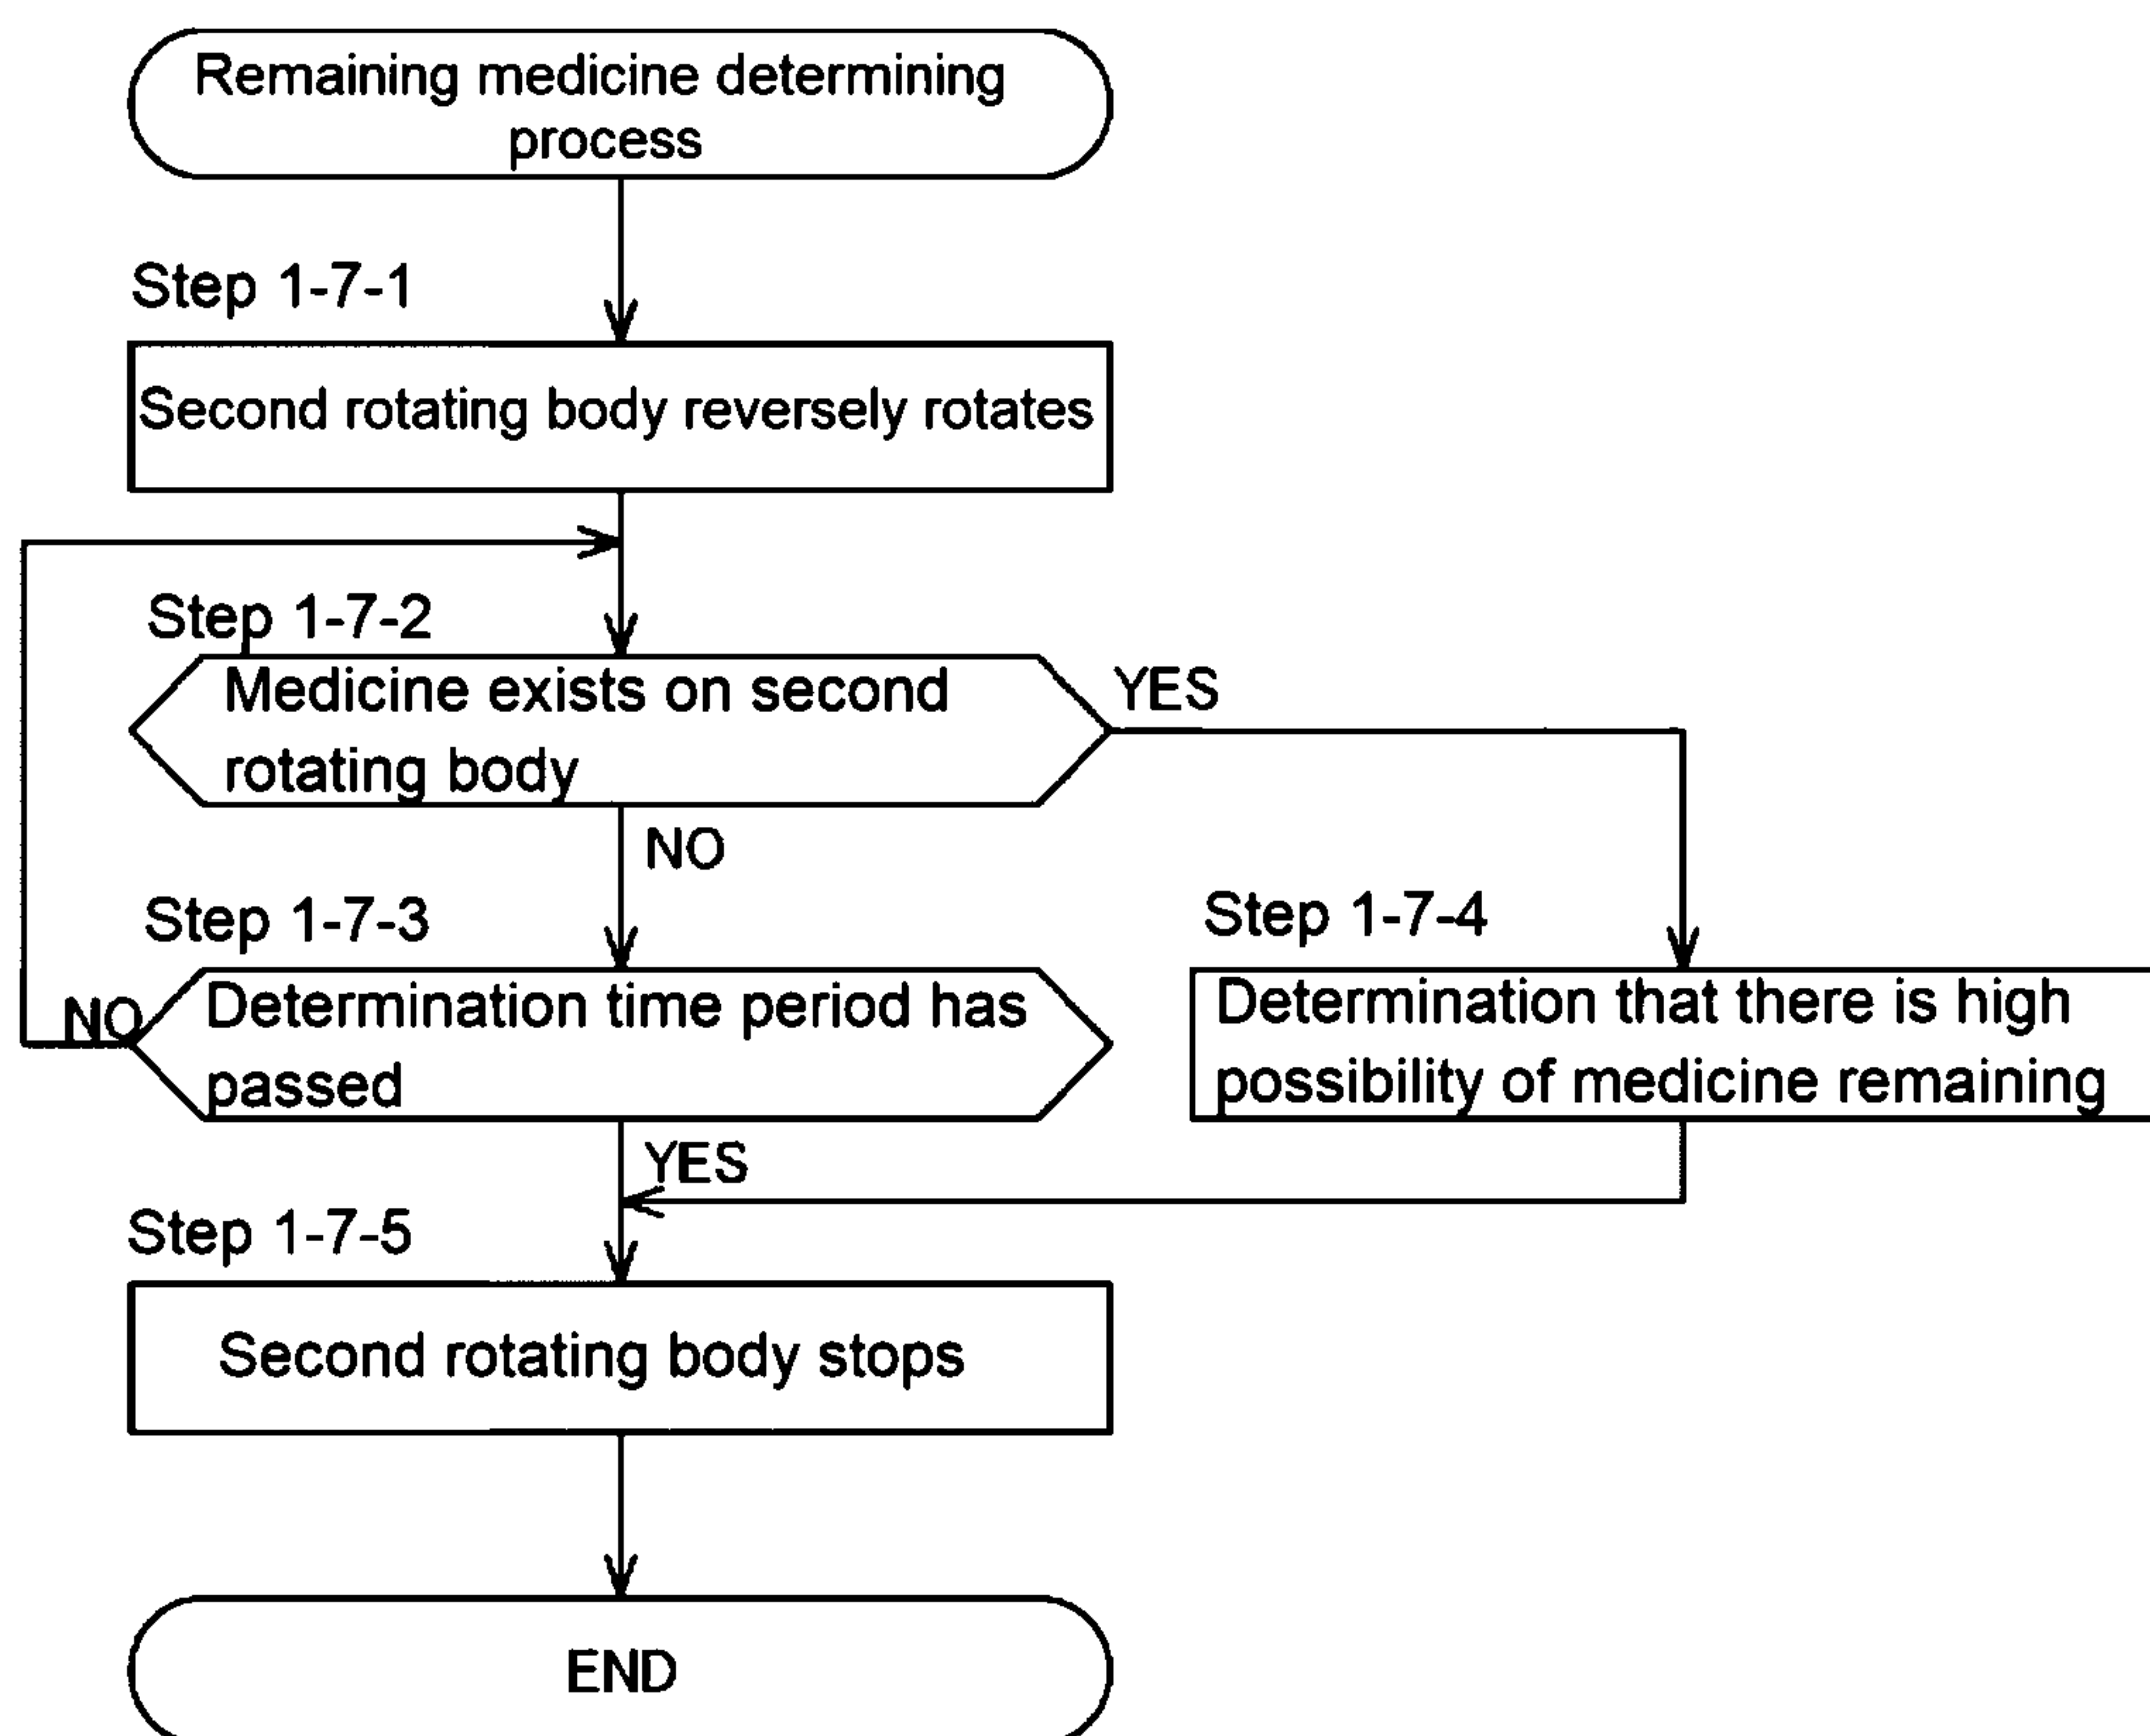 Remaining medicine determining
process
Step 1-7-1
Second rotating body reversely rotates
Step 1-7-2
Medicine exists on second
rotating body
YES
NO
Step 1-7-3
Determination time period has
passed
NO
YES
Step 1-7-4
Determination that there is high
possibility of medicine remaining
Step 1-7-5
Second rotating body stops
END